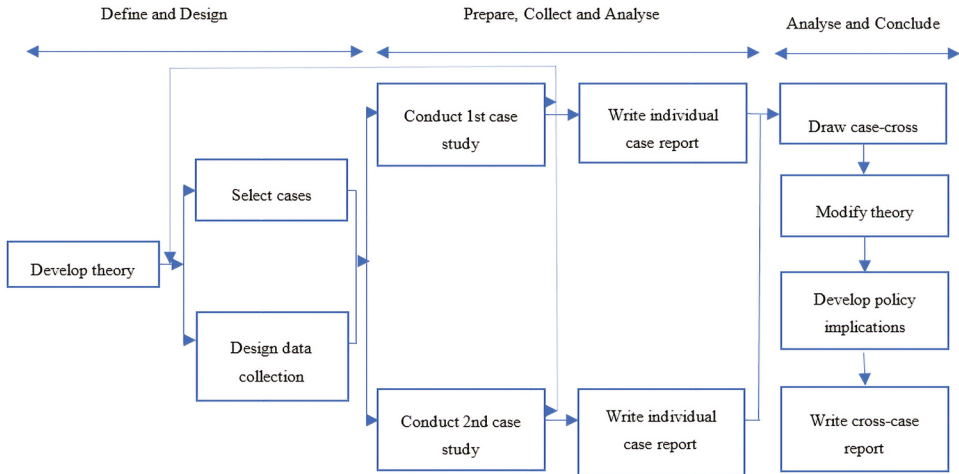 Define and Design
Prepare, Collect and Analyse
Analyse and Conclude
Conduct 1st case
study
Write individual
case report
Draw case-cross
Select cases
Modify theory
Develop theory
Develop policy
implications
Design data
collection
Conduct 2nd case
study
Write individual
case report
Write cross-case
report